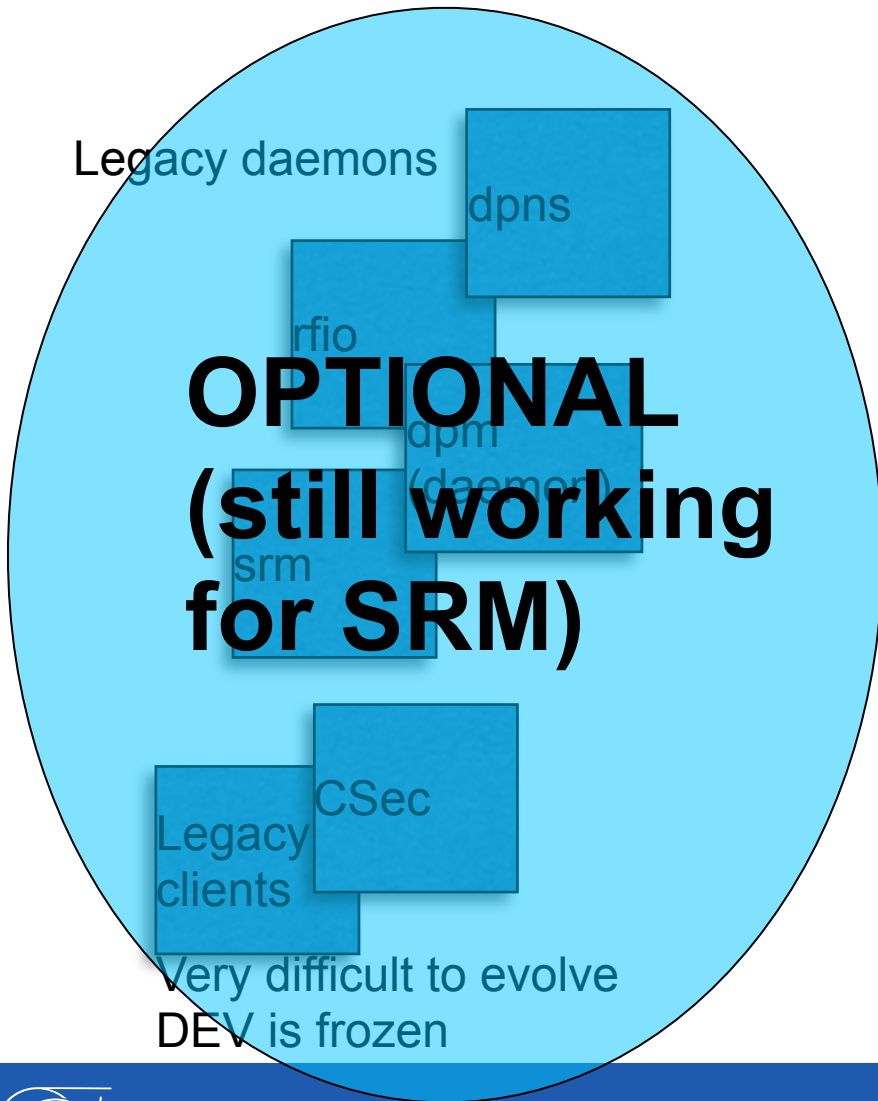 Legacy daemons
dpns
rfio
OPTIONAL
dpm
(daemon)
(still working
srm
for SRM)
CSec
Legacy
clients
Very difficult to evolve
DEV is frozen